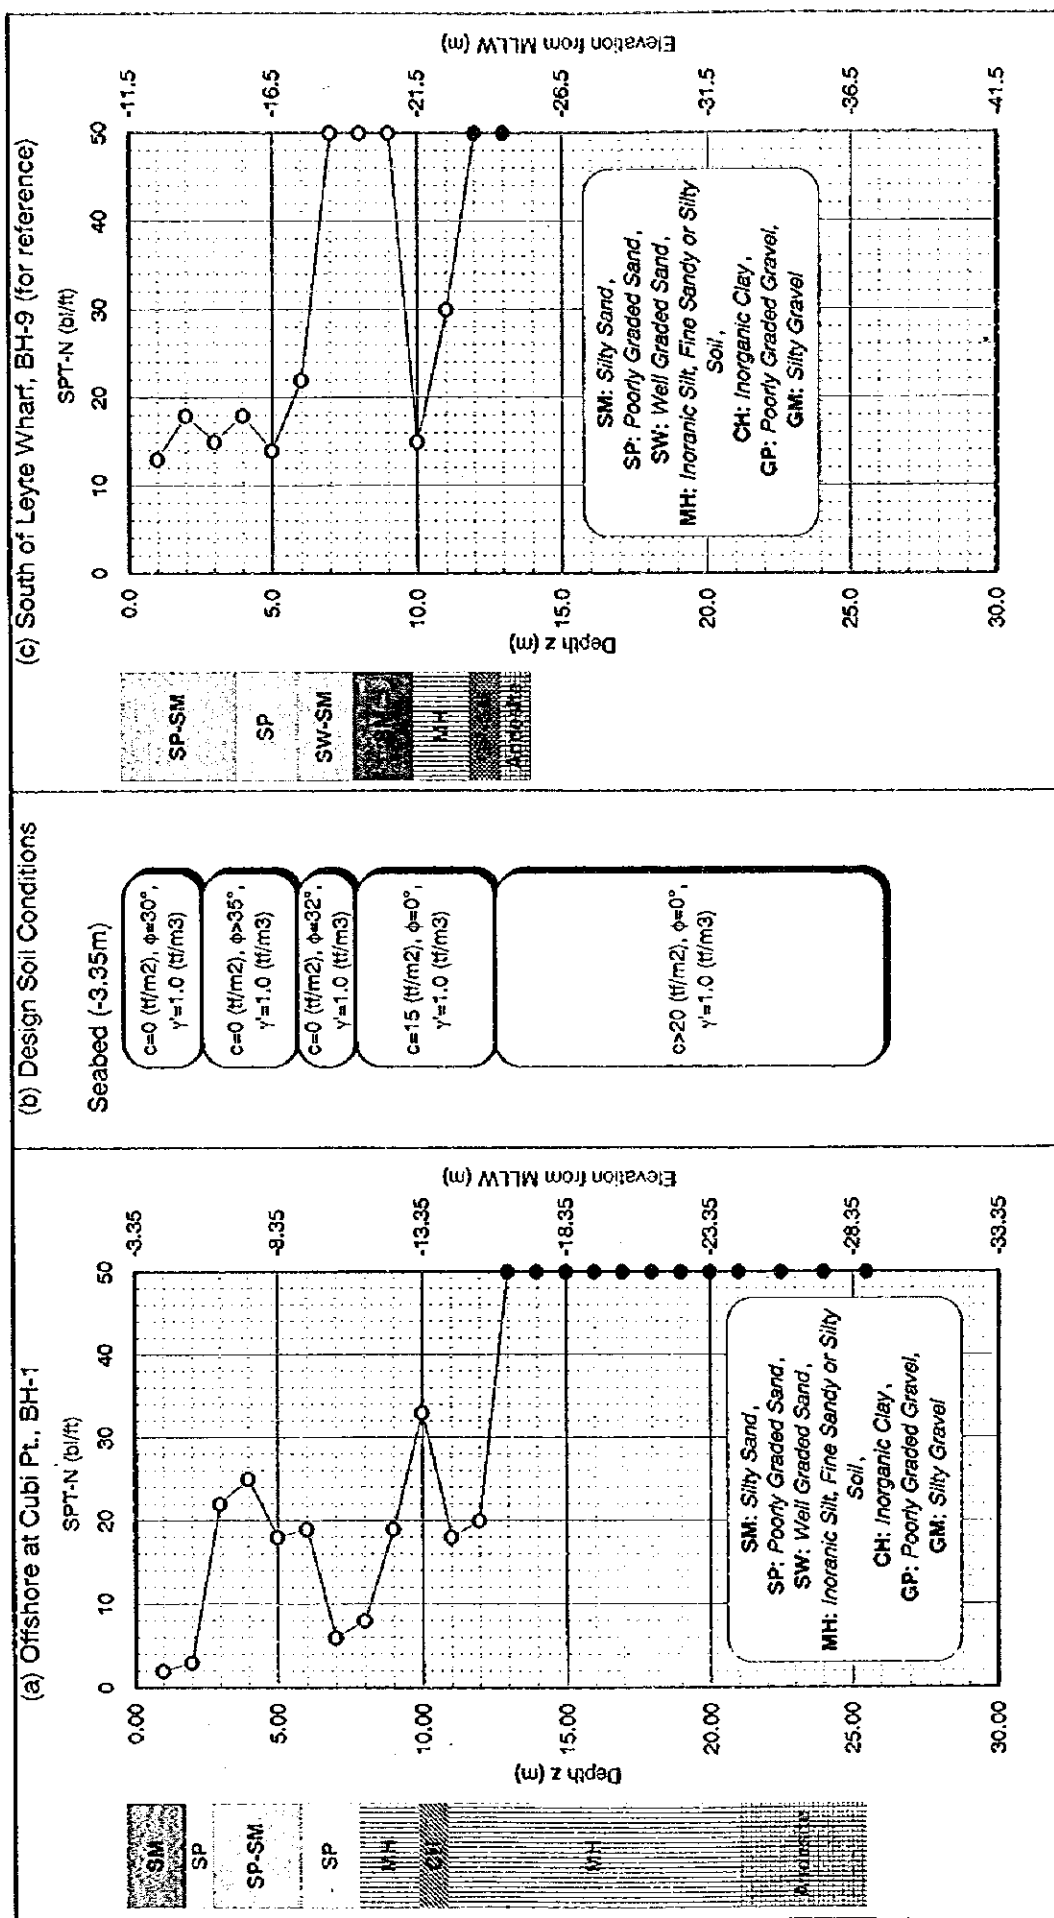 (a) Offshore at Cubi Pt., BH-1
SPT-N (bl/ft)
0 10 20 30 40 50
Depth z (m)
0.00
5.00
10.00
15.00
20.00
25.00
30.00
Elevation from MLLW (m)
-3.35
-8.35
-13.35
-18.35
-23.35
-28.35
-33.35
SM
SP
SP-SM
SP
MH
CH
MH
Andesite
SM: Silty Sand,
SP: Poorly Graded Sand,
SW: Well Graded Sand,
MH: Inoranic Silt, Fine Sandy or Silty
Soil,
CH: Inorganic Clay,
GP: Poorly Graded Gravel,
GM: Silty Gravel
(b) Design Soil Conditions
Seabed (-3.35m)
c=0 (tf/m2), ϕ=30°,
γ'=1.0 (tf/m3)
c=0 (tf/m2), ϕ>35°,
γ'=1.0 (tf/m3)
c=0 (tf/m2), ϕ=32°,
γ'=1.0 (tf/m3)
c=15 (tf/m2), ϕ=0°,
γ'=1.0 (tf/m3)
c>20 (tf/m2), ϕ=0°,
γ'=1.0 (tf/m3)
(c) South of Leyte Wharf, BH-9 (for reference)
SPT-N (bl/ft)
0 10 20 30 40 50
Depth z (m)
0.0
5.0
10.0
15.0
20.0
25.0
30.0
Elevation from MLLW (m)
-11.5
-16.5
-21.5
-26.5
-31.5
-36.5
-41.5
SP-SM
SP
SW-SM
MH
Andesite
SM: Silty Sand,
SP: Poorly Graded Sand,
SW: Well Graded Sand,
MH: Inoranic Silt, Fine Sandy or Silty
Soil,
CH: Inorganic Clay,
GP: Poorly Graded Gravel,
GM: Silty Gravel